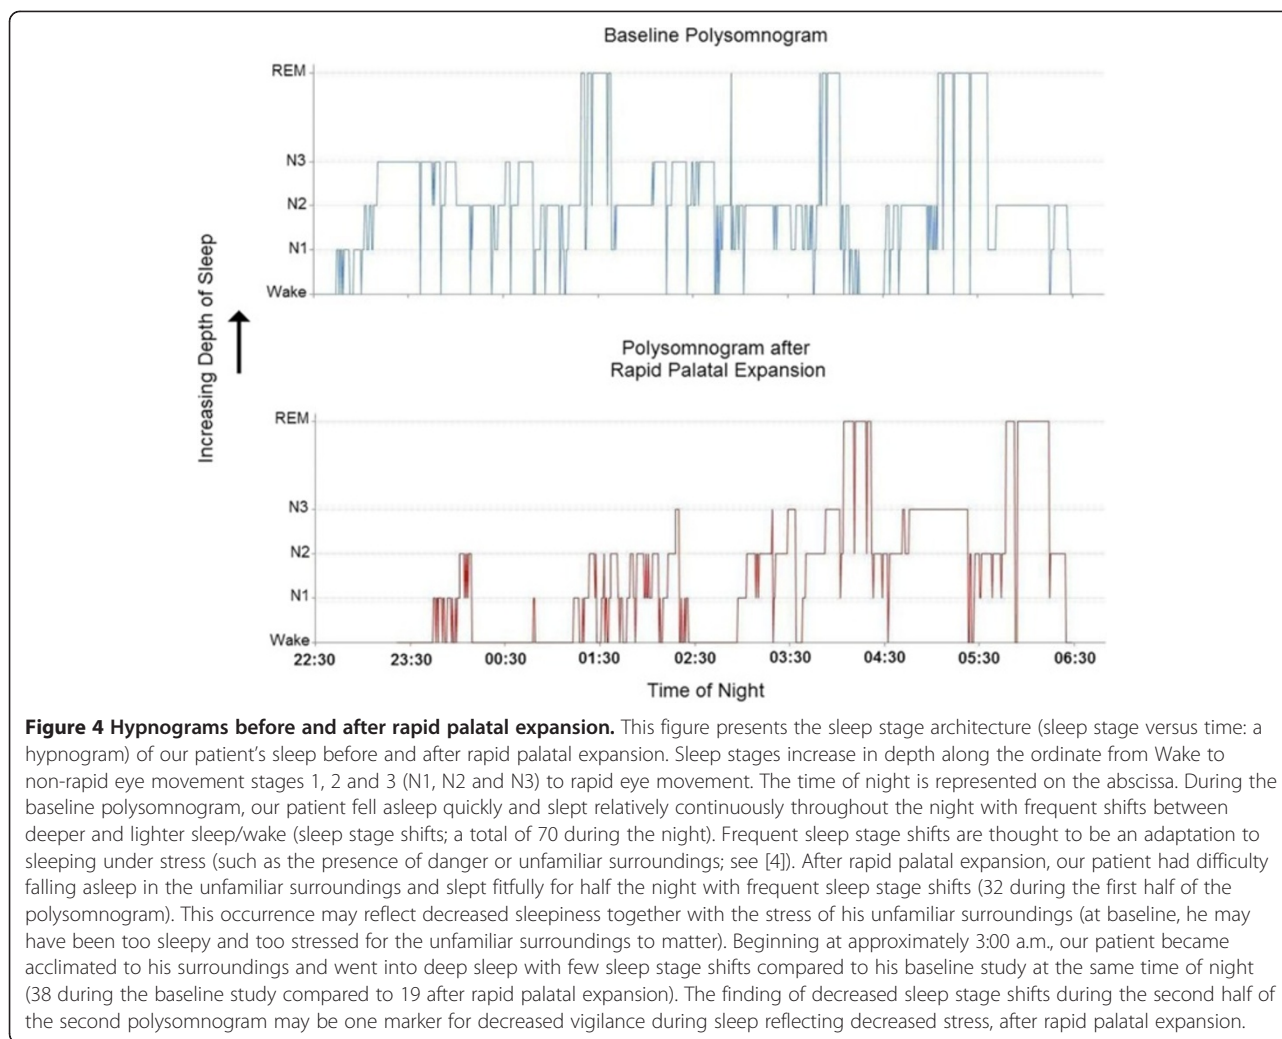 Baseline Polysomnogram
REM
N3
N2
N1
Wake
Increasing Depth of Sleep
Polysomnogram after
Rapid Palatal Expansion
REM
N3
N2
N1
Wake
22:30 23:30 00:30 01:30 02:30 03:30 04:30 05:30 06:30
Time of Night
Figure 4 Hypnograms before and after rapid palatal expansion. This figure presents the sleep stage architecture (sleep stage versus time: a
hypnogram) of our patient's sleep before and after rapid palatal expansion. Sleep stages increase in depth along the ordinate from Wake to
non-rapid eye movement stages 1, 2 and 3 (N1, N2 and N3) to rapid eye movement. The time of night is represented on the abscissa. During the
baseline polysomnogram, our patient fell asleep quickly and slept relatively continuously throughout the night with frequent shifts between
deeper and lighter sleep/wake (sleep stage shifts; a total of 70 during the night). Frequent sleep stage shifts are thought to be an adaptation to
sleeping under stress (such as the presence of danger or unfamiliar surroundings; see [4]). After rapid palatal expansion, our patient had difficulty
falling asleep in the unfamiliar surroundings and slept fitfully for half the night with frequent sleep stage shifts (32 during the first half of the
polysomnogram). This occurrence may reflect decreased sleepiness together with the stress of his unfamiliar surroundings (at baseline, he may
have been too sleepy and too stressed for the unfamiliar surroundings to matter). Beginning at approximately 3:00 a.m., our patient became
acclimated to his surroundings and went into deep sleep with few sleep stage shifts compared to his baseline study at the same time of night
(38 during the baseline study compared to 19 after rapid palatal expansion). The finding of decreased sleep stage shifts during the second half of
the second polysomnogram may be one marker for decreased vigilance during sleep reflecting decreased stress, after rapid palatal expansion.